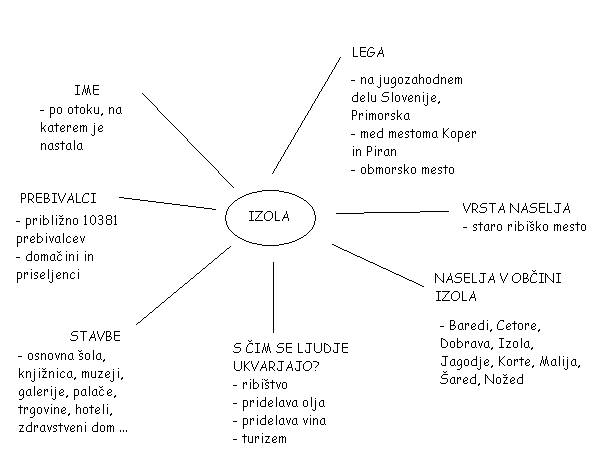 LEGA
- na jugozahodnem
delu Slovenije,
Primorska
- med mestoma Koper
in Piran
- obmorsko mesto
IME
- po otoku, na
katerem je
nastala
PREBIVALCI
- približno 10381
prebivalcev
- domačini in
priseljenci
IZOLA
VRSTA NASELJA
- staro ribiško mesto
NASELJA V OBČINI
IZOLA
- Baredi, Cetore,
Dobrava, Izola,
Jagodje, Korte, Malija,
Šared, Nožed
STAVBE
- osnovna šola,
knjižnica, muzeji,
galerije, palače,
trgovine, hoteli,
zdravstveni dom ...
S ČIM SE LJUDJE
UKVARJAJO?
- ribištvo
- pridelava olja
- pridelava vina
- turizem